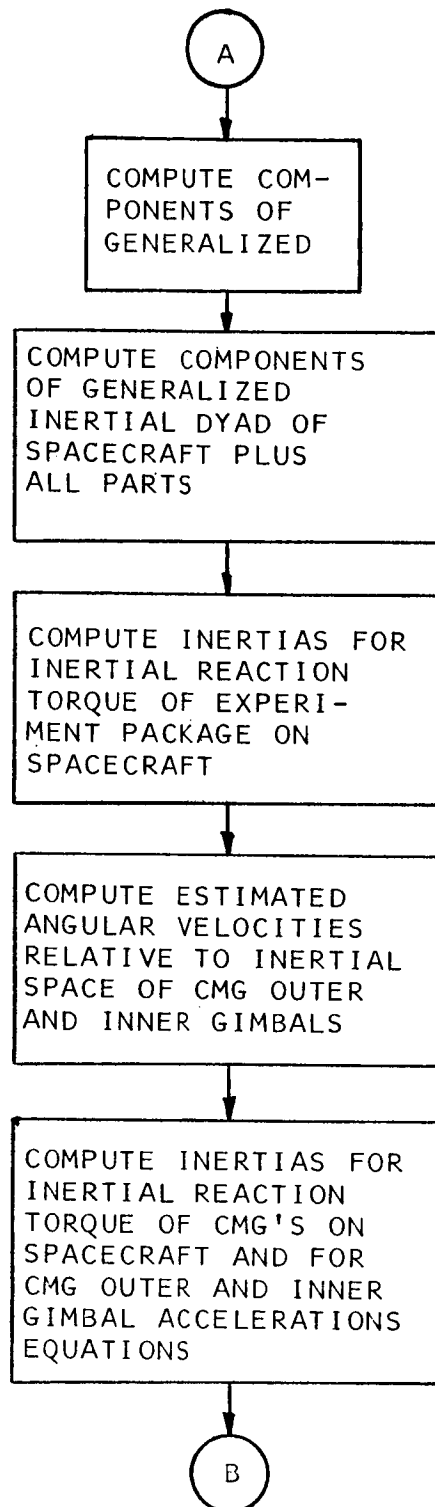 A
COMPUTE COM-
PONENTS OF
GENERALIZED
COMPUTE COMPONENTS
OF GENERALIZED
INERTIAL DYAD OF
SPACECRAFT PLUS
ALL PARTS
COMPUTE INERTIAS FOR
INERTIAL REACTION
TORQUE OF EXPERI-
MENT PACKAGE ON
SPACECRAFT
COMPUTE ESTIMATED
ANGULAR VELOCITIES
RELATIVE TO INERTIAL
SPACE OF CMG OUTER
AND INNER GIMBALS
COMPUTE INERTIAS FOR
INERTIAL REACTION
TORQUE OF CMG'S ON
SPACECRAFT AND FOR
CMG OUTER AND INNER
GIMBAL ACCELERATIONS
EQUATIONS
B